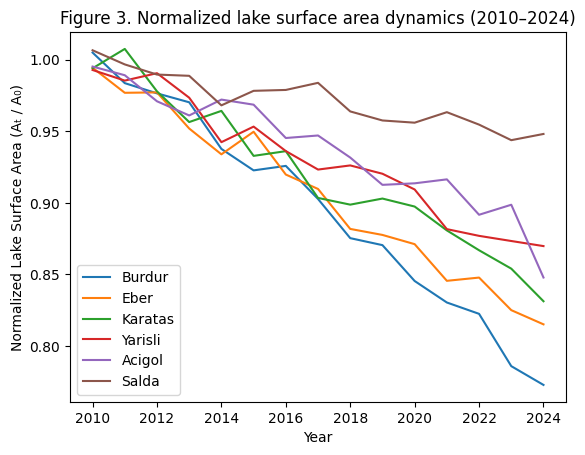 Figure 3. Normalized lake surface area dynamics (2010–2024)
Normalized Lake Surface Area (Aₜ / A₀)
1.00
0.95
0.90
0.85
0.80
Burdur
Eber
Karatas
Yarisli
Acigol
Salda
2010 2012 2014 2016 2018 2020 2022 2024
Year